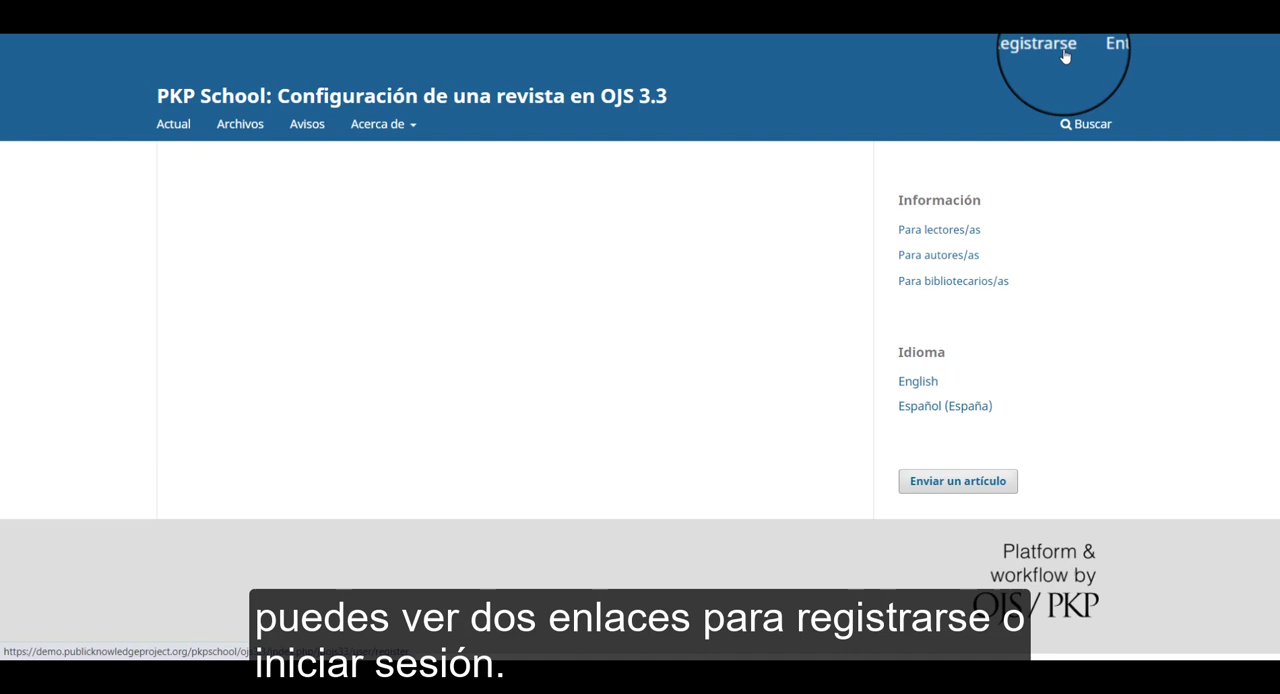 egistrarse Ent
PKP School: Configuración de una revista en OJS 3.3
Actual Archivos Avisos Acerca de
Buscar
Información
Para lectores/as
Para autores/as
Para bibliotecarios/as
Idioma
English
Español (España)
Enviar un artículo
Platform &
workflow by
OJS / PKP
puedes ver dos enlaces para registrarse o
iniciar sesión.